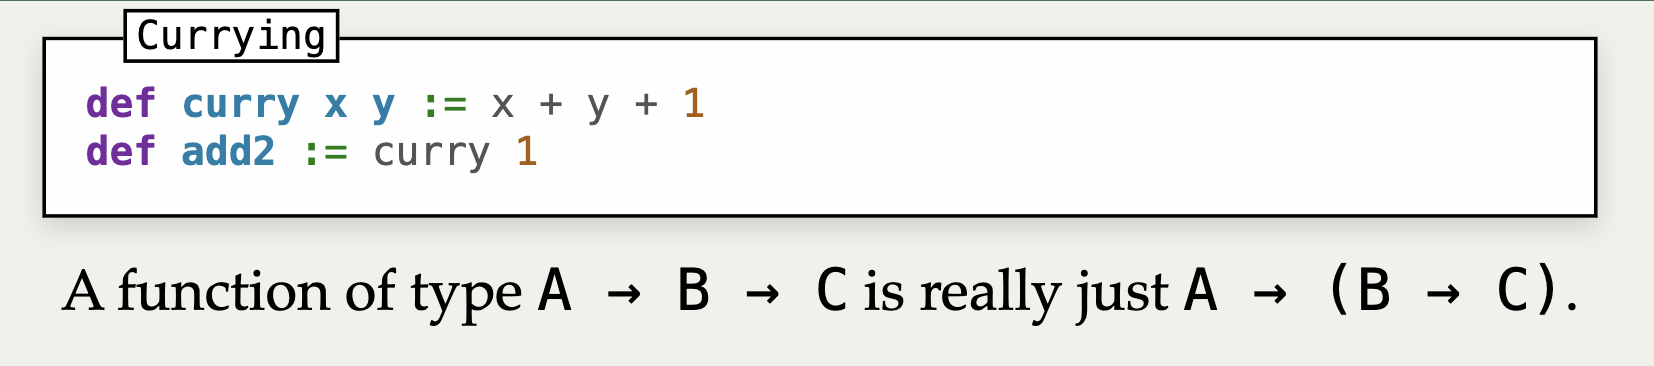 Currying
def curry x y := x + y + 1
def add2 := curry 1
A function of type A → B → C is really just A → (B → C).